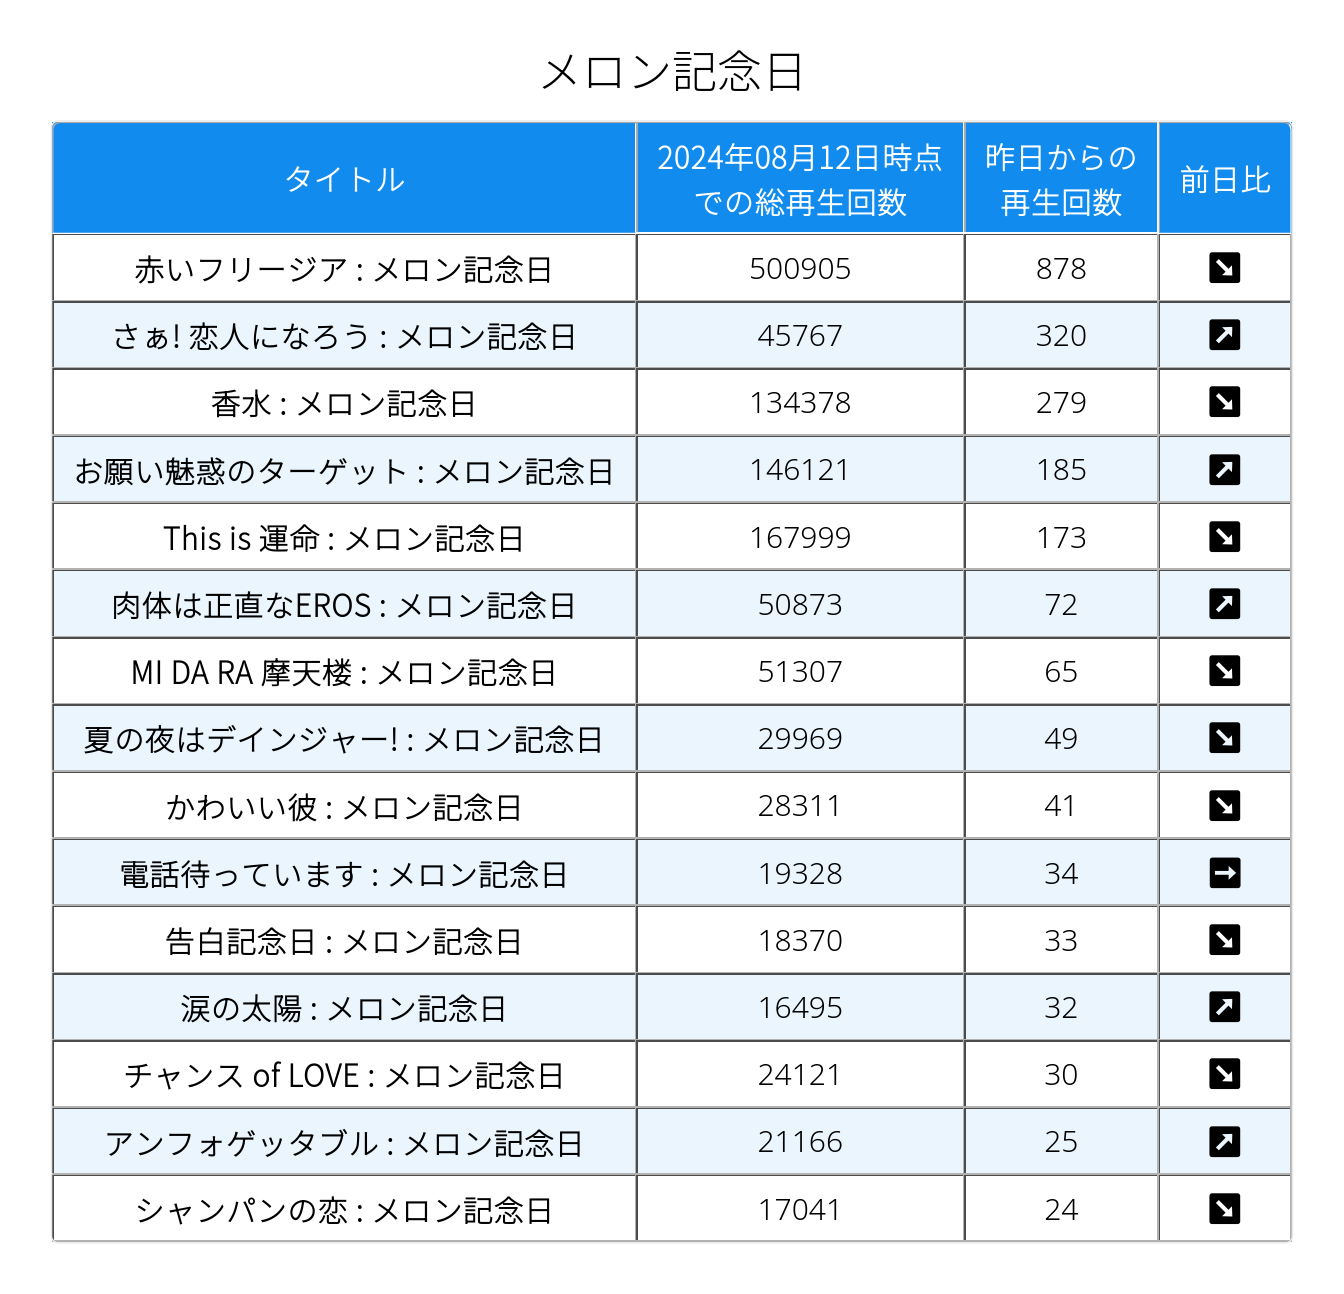 メロン記念日
タイトル 2024年08月12日時点での総再生回数 昨日からの再生回数 前日比
赤いフリージア : メロン記念日 500905 878 ↘
さぁ! 恋人になろう : メロン記念日 45767 320 ↗
香水 : メロン記念日 134378 279 ↘
お願い魅惑のターゲット : メロン記念日 146121 185 ↗
This is 運命 : メロン記念日 167999 173 ↘
肉体は正直なEROS : メロン記念日 50873 72 ↗
MI DA RA 摩天楼 : メロン記念日 51307 65 ↘
夏の夜はデインジャー! : メロン記念日 29969 49 ↘
かわいい彼 : メロン記念日 28311 41 ↘
電話待っています : メロン記念日 19328 34 →
告白記念日 : メロン記念日 18370 33 ↘
涙の太陽 : メロン記念日 16495 32 ↗
チャンス of LOVE : メロン記念日 24121 30 ↘
アンフォゲッタブル : メロン記念日 21166 25 ↗
シャンパンの恋 : メロン記念日 17041 24 ↘